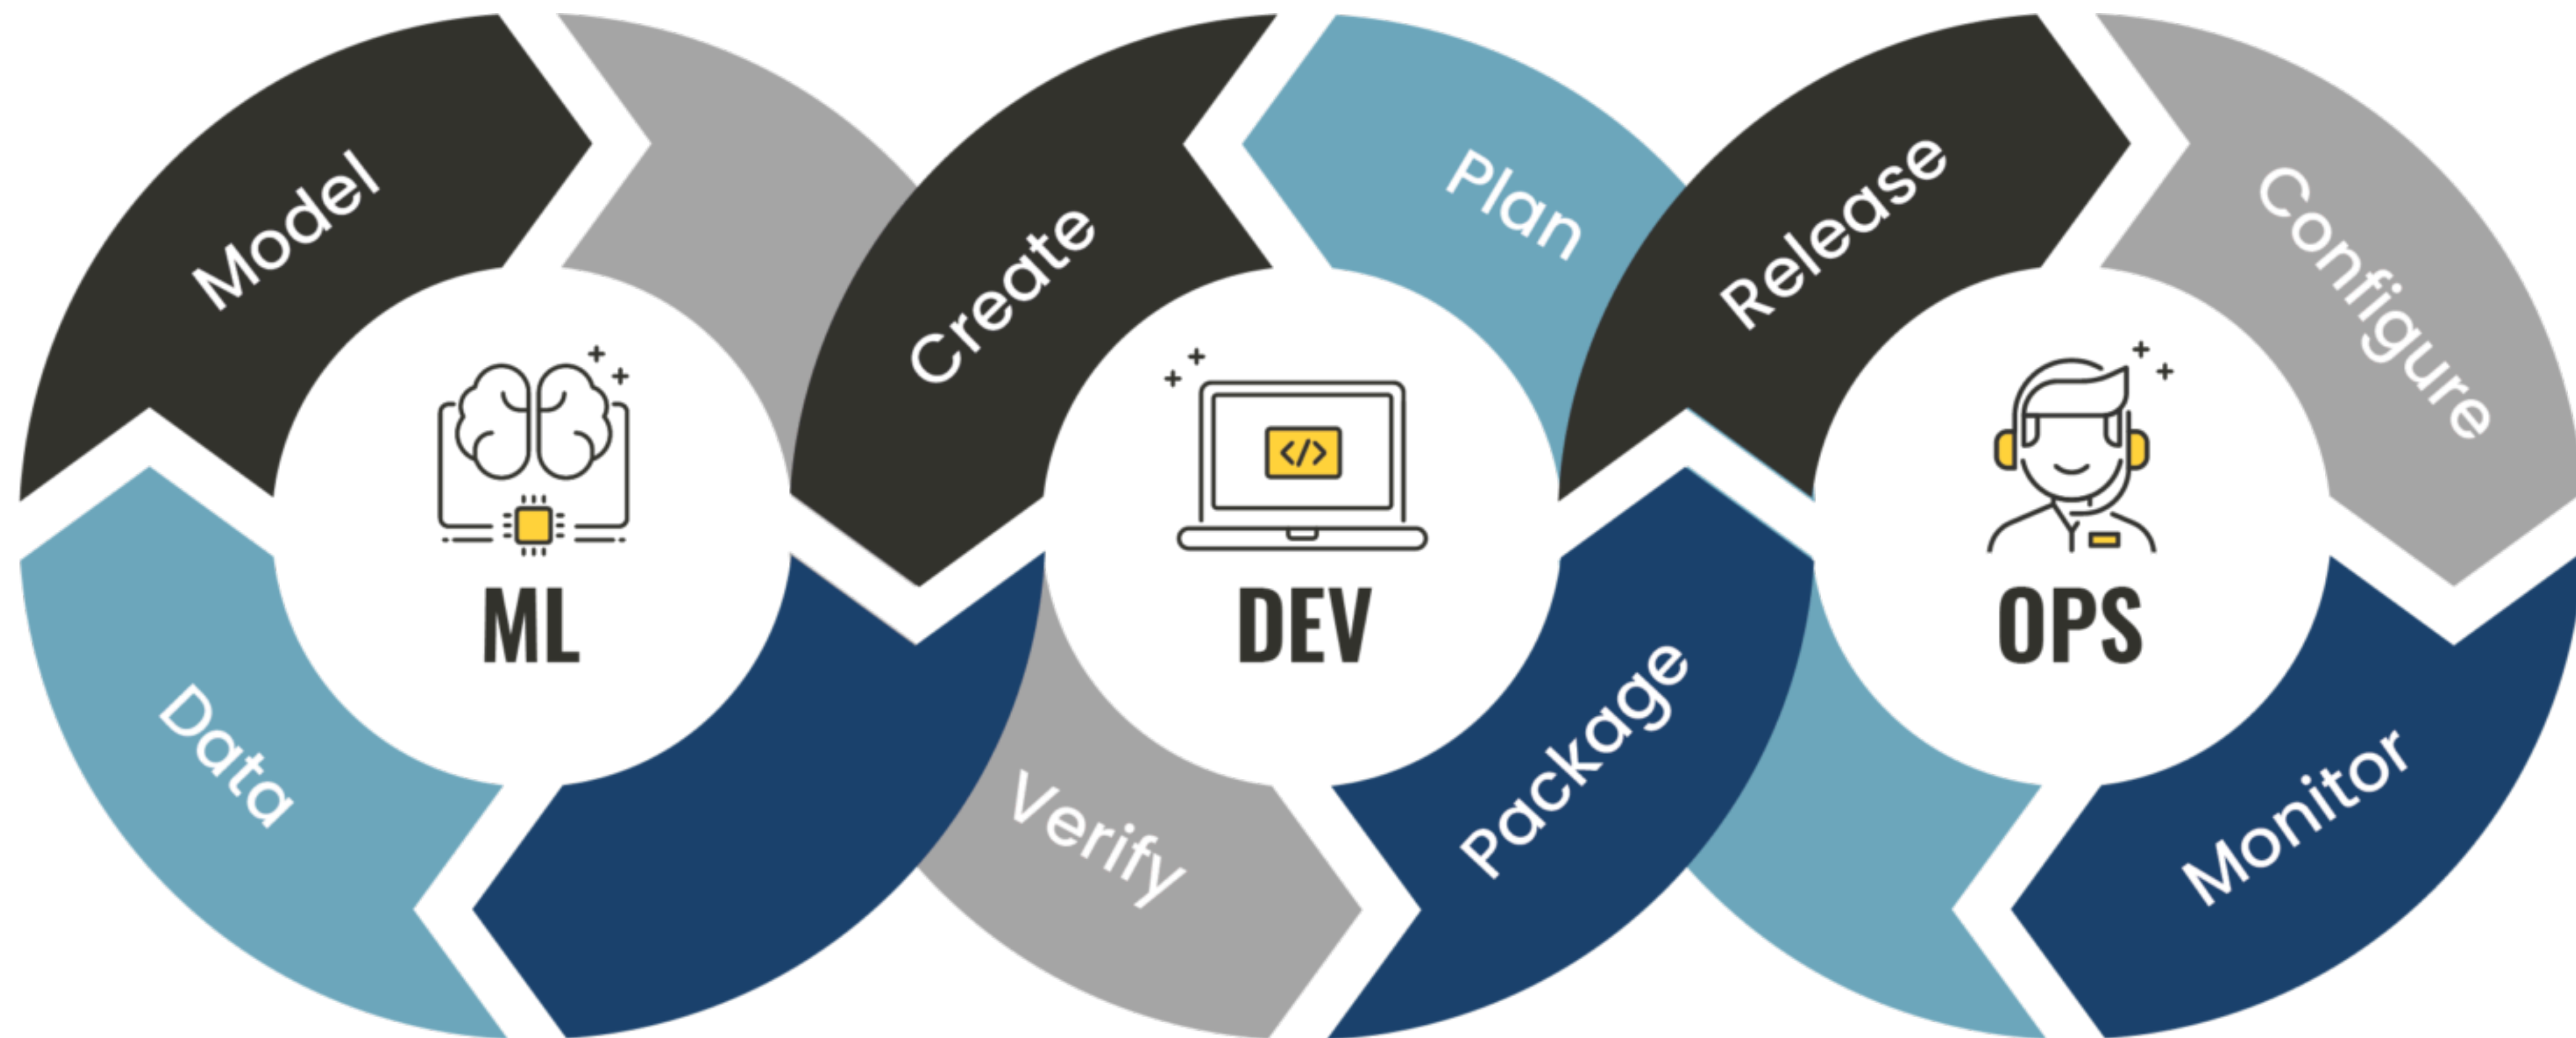 Model
Create
Plan
Release
Configure
</>
ML
DEV
OPS
Data
Verify
Package
Monitor